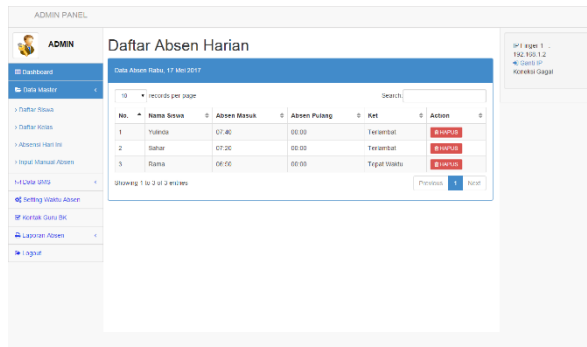 ADMIN PANEL
ADMIN
Dashboard
Data Master
Daftar Siswa
Daftar Kelas
Absensi Hari Ini
Input Manual Absen
Data SMS
Setting Waktu Absen
Kontak Guru BK
Laporan Absen
Logout
Daftar Absen Harian
Data Absen Rabu, 17 Mei 2017
10 records per page
Search:
No. Nama Siswa Absen Masuk Absen Pulang Ket Action
1 Yulinda 07:40 00:00 Terlambat HAPUS
2 07:20 00:00 Terlambat HAPUS
3 Rama 06:50 00:00 Tepat Waktu HAPUS
Showing 1 to 3 of 3 entries
Previous 1 Next
Finger 1
192.168.1.2
Ganti IP
Koneksi Gagal